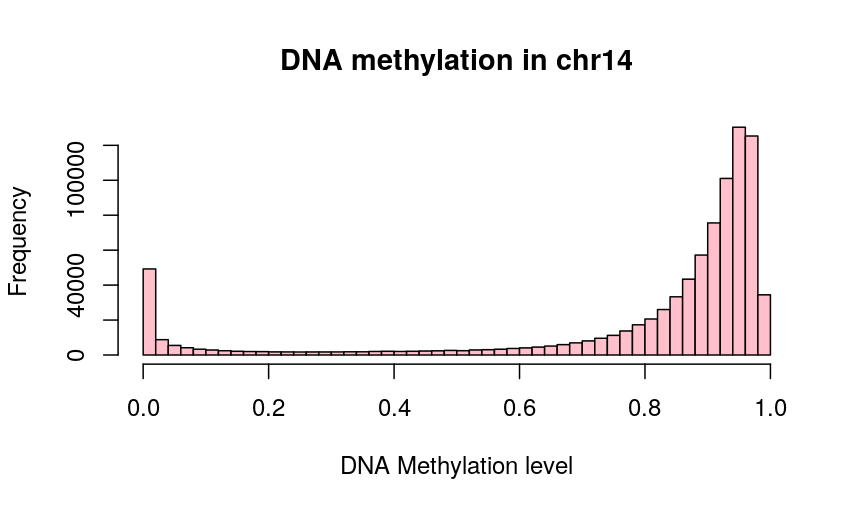 DNA methylation in chr14
Frequency
100000
40000
0
0.0 0.2 0.4 0.6 0.8 1.0
DNA Methylation level